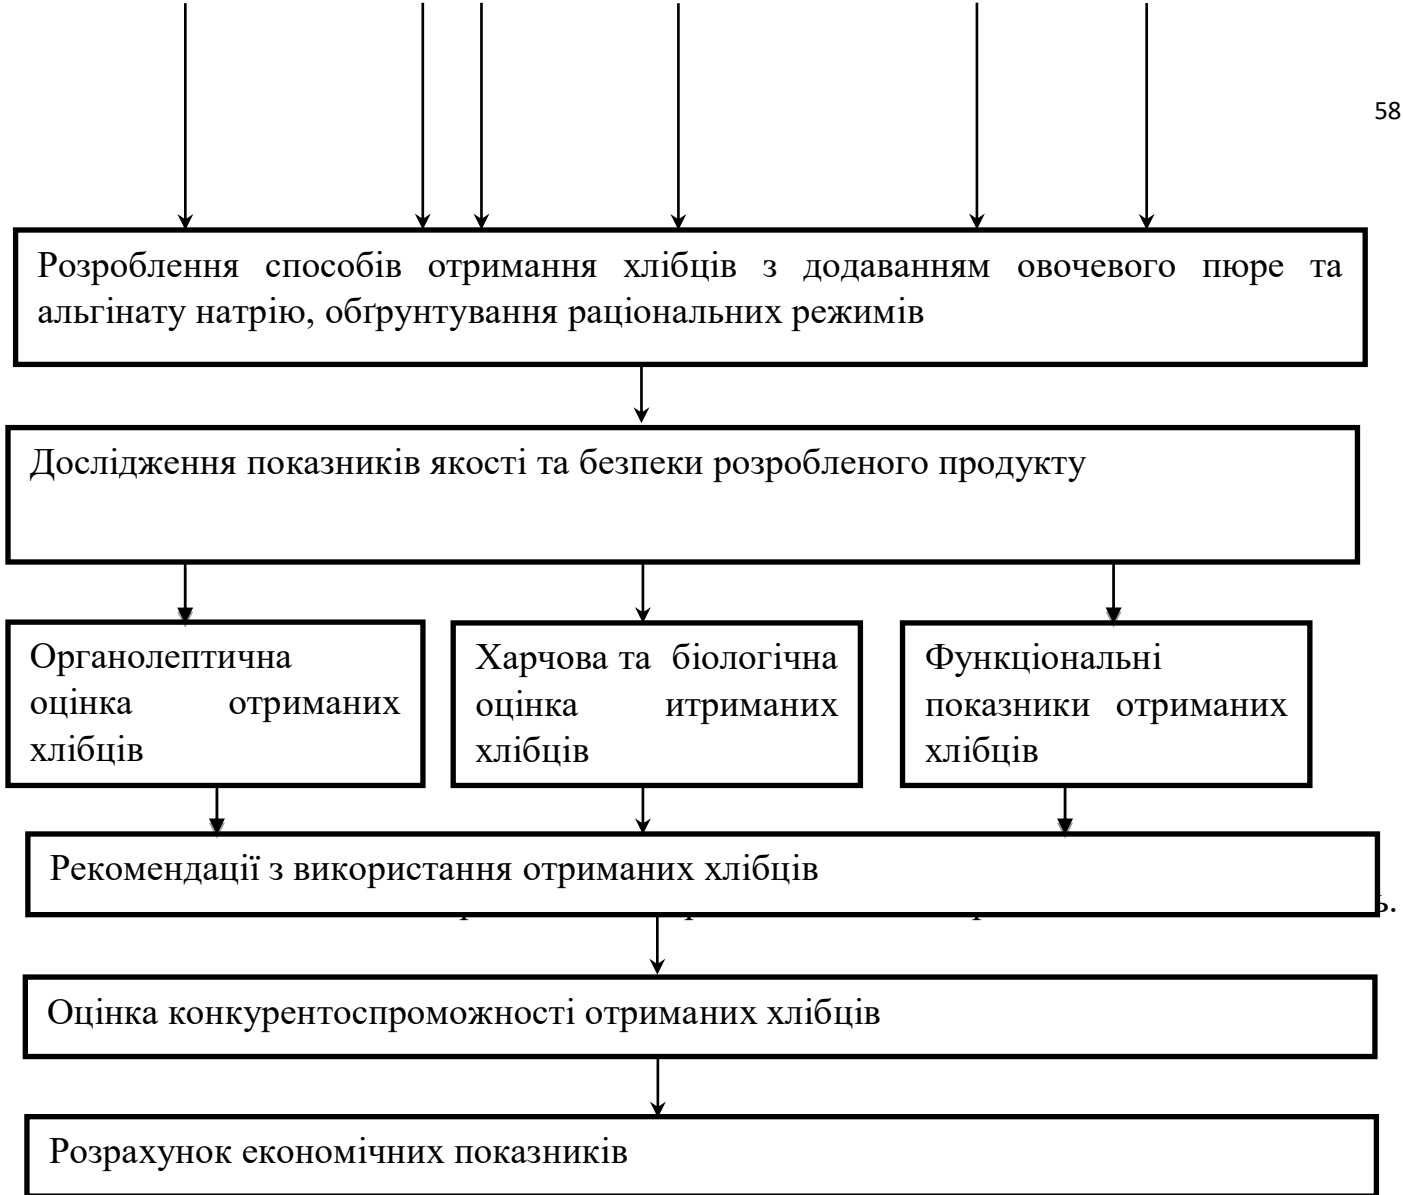 58
Розроблення способів отримання хлібців з додаванням овочевого пюре та
альгінату натрію, обґрунтування раціональних режимів
Дослідження показників якості та безпеки розробленого продукту
Органолептична
оцінка отриманих
хлібців
Харчова та біологічна
оцінка итриманих
хлібців
Функціональні
показники отриманих
хлібців
Рекомендації з використання отриманих хлібців
Оцінка конкурентоспроможності отриманих хлібців
Розрахунок економічних показників